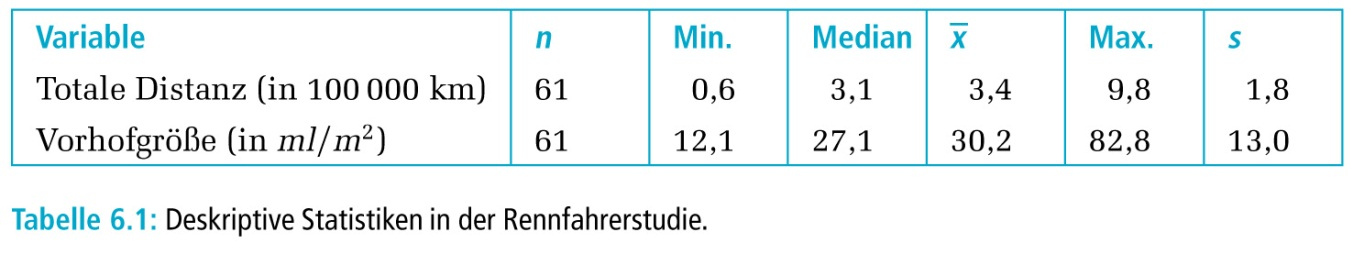 Variable n Min. Median x̅ Max. s
Totale Distanz (in 100 000 km) 61 0,6 3,1 3,4 9,8 1,8
Vorhofgröße (in ml/m²) 61 12,1 27,1 30,2 82,8 13,0
Tabelle 6.1: Deskriptive Statistiken in der Rennfahrerstudie.